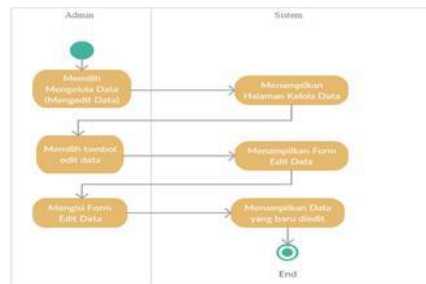 Admin
Sistem
Memilih
Mengelola Data
(Mengedit Data)
Menampilkan
Halaman Kelola Data
Memilih tombol
edit data
Menampilkan Form
Edit Data
Mengisi Form
Edit Data
Menampilkan Data
yang baru diedit
End